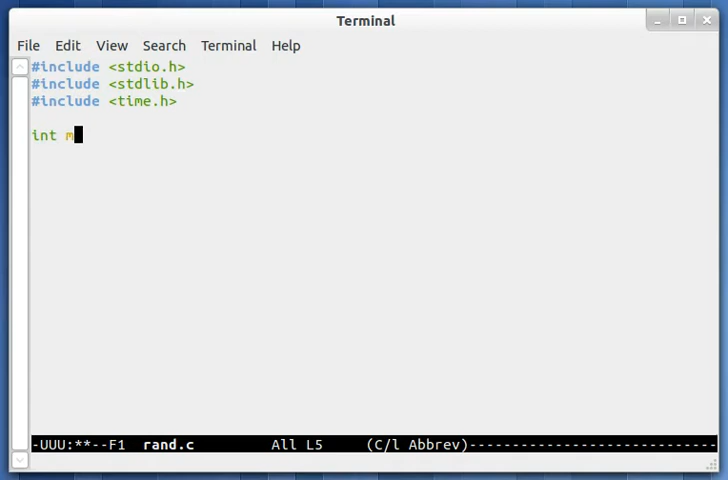 Terminal
File Edit View Search Terminal Help
#include <stdio.h>
#include <stdlib.h>
#include <time.h>
int m
-UUU:**--F1 rand.c All L5 (C/l Abbrev)-----------------------------